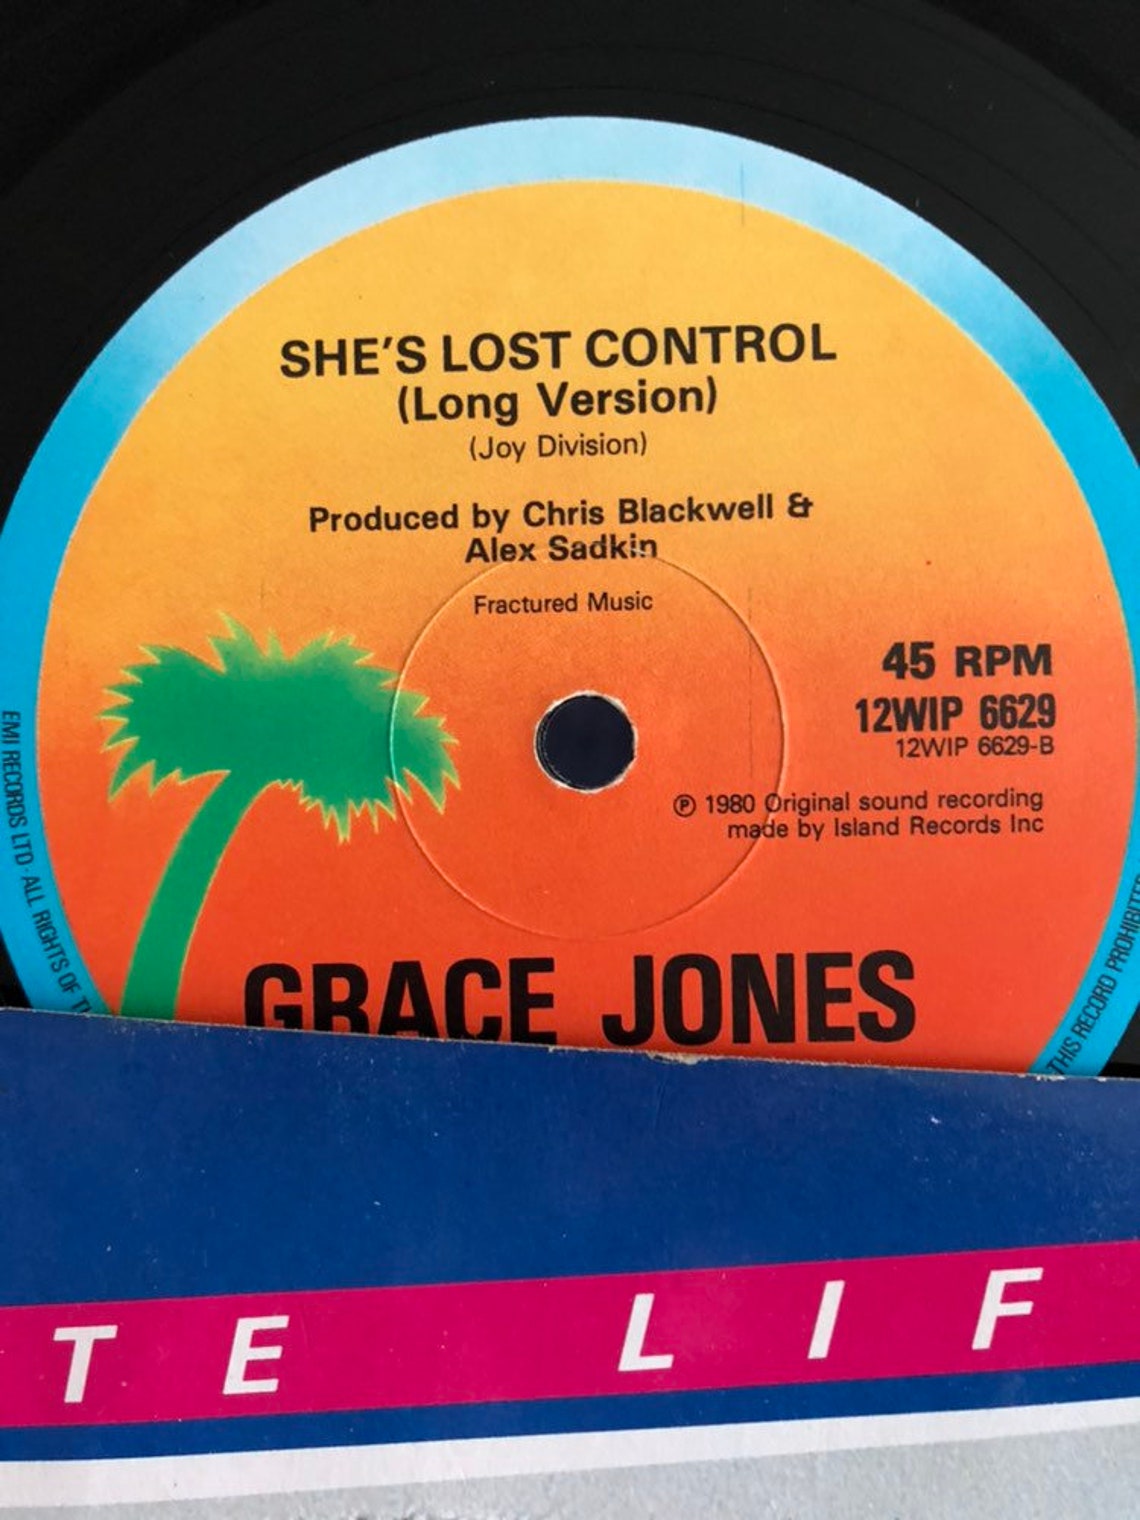 SHE'S LOST CONTROL
(Long Version)
(Joy Division)
Produced by Chris Blackwell &
Alex Sadkin
Fractured Music
45 RPM
12WIP 6629
12WIP 6629-B
℗ 1980 Original sound recording
made by Island Records Inc
GRACE JONES
EMI RECORDS LTD · ALL RIGHTS OF
THIS RECORD PROHIBITED
TE LIF